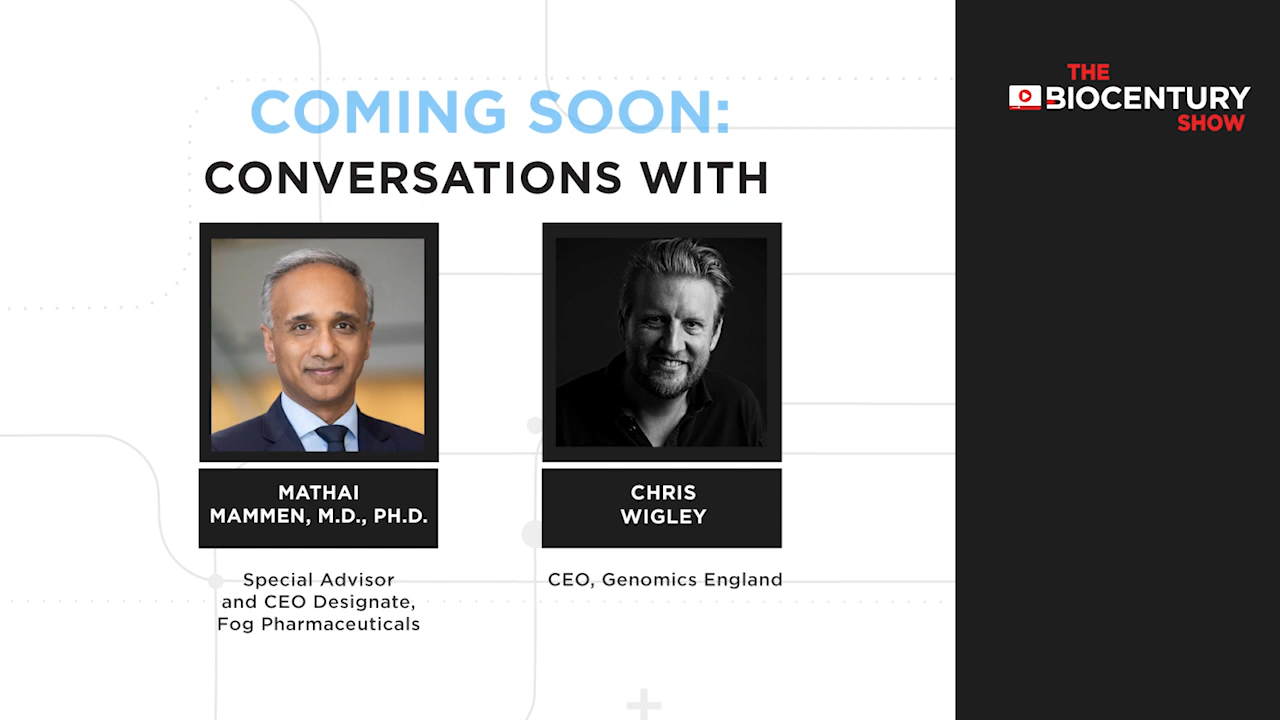 COMING SOON:
CONVERSATIONS WITH
MATHAI
MAMMEN, M.D., PH.D.
Special Advisor
and CEO Designate,
Fog Pharmaceuticals
CHRIS
WIGLEY
CEO, Genomics England
THE
BIOCENTURY
SHOW